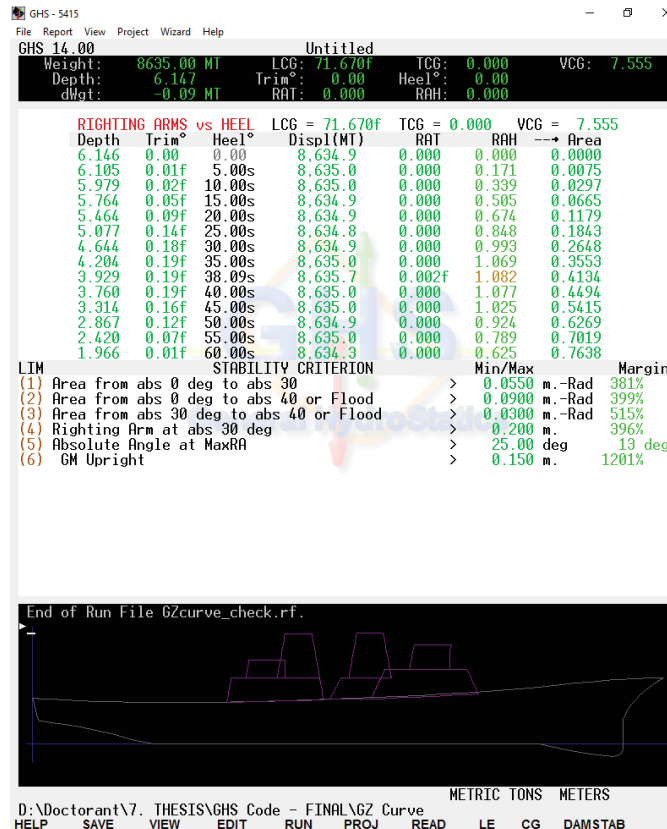 GHS - 5415
File Report View Project Wizard Help
GHS 14.00 Untitled
Weight: 8635.00 MT LCG: 71.670f TCG: 0.000 VCG: 7.555
Depth: 6.147 Trim°: 0.00 Heel°: 0.00
dWgt: -0.09 MT RAT: 0.000 RAH: 0.000
RIGHTING ARMS vs HEEL LCG = 71.670f TCG = 0.000 VCG = 7.555
Depth Trim° Heel° Displ(MT) RAT RAH --→ Area
6.146 0.00 0.00 8,634.9 0.000 0.000 0.0000
6.105 0.01f 5.00s 8,635.0 0.000 0.171 0.0075
5.979 0.02f 10.00s 8,635.0 0.000 0.339 0.0297
5.764 0.05f 15.00s 8,634.9 0.000 0.505 0.0665
5.464 0.09f 20.00s 8,634.9 0.000 0.674 0.1179
5.077 0.14f 25.00s 8,634.8 0.000 0.848 0.1843
4.644 0.18f 30.00s 8,634.9 0.000 0.993 0.2648
4.204 0.19f 35.00s 8,635.0 0.000 1.069 0.3553
3.929 0.19f 38.09s 8,635.7 0.002f 1.082 0.4134
3.760 0.19f 40.00s 8,635.0 0.000 1.077 0.4494
3.314 0.16f 45.00s 8,635.0 0.000 1.025 0.5415
2.867 0.12f 50.00s 8,634.9 0.000 0.924 0.6269
2.420 0.07f 55.00s 8,635.0 0.000 0.789 0.7019
1.966 0.01f 60.00s 8,634.3 0.000 0.625 0.7638
LIM STABILITY CRITERION Min/Max Margin
(1) Area from abs 0 deg to abs 30 > 0.0550 m.-Rad 381%
(2) Area from abs 0 deg to abs 40 or Flood > 0.0900 m.-Rad 399%
(3) Area from abs 30 deg to abs 40 or Flood > 0.0300 m.-Rad 515%
(4) Righting Arm at abs 30 deg > 0.200 m. 396%
(5) Absolute Angle at MaxRA > 25.00 deg 13 deg
(6) GM Upright > 0.150 m. 1201%
End of Run File GZcurve_check.rf.
METRIC TONS METERS
D:\Doctorant\7. THESIS\GHS Code - FINAL\GZ Curve
HELP SAVE VIEW EDIT RUN PROJ READ LE CG DAMSTAB